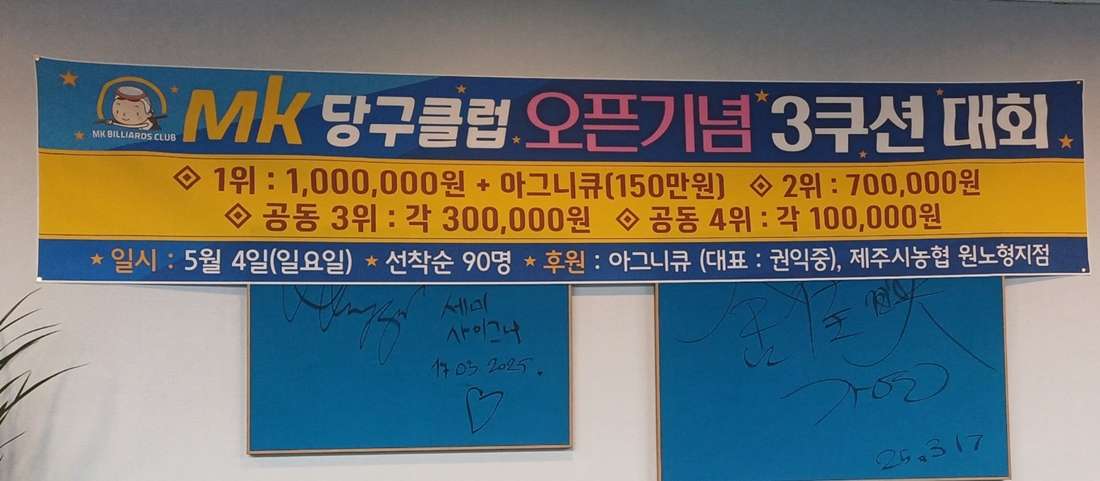 MK BILLIARDS CLUB
mk 당구클럽 오픈기념 3쿠션 대회
1위 : 1,000,000원 + 아그니큐(150만원) 2위 : 700,000원
공동 3위 : 각 300,000원 공동 4위 : 각 100,000원
일시 : 5월 4일(일요일) ★ 선착순 90명 ★ 후원 : 아그니큐 (대표 : 권익중), 제주시농협 원노형지점
세미
사이그너
17 03 2025.
25.3.17